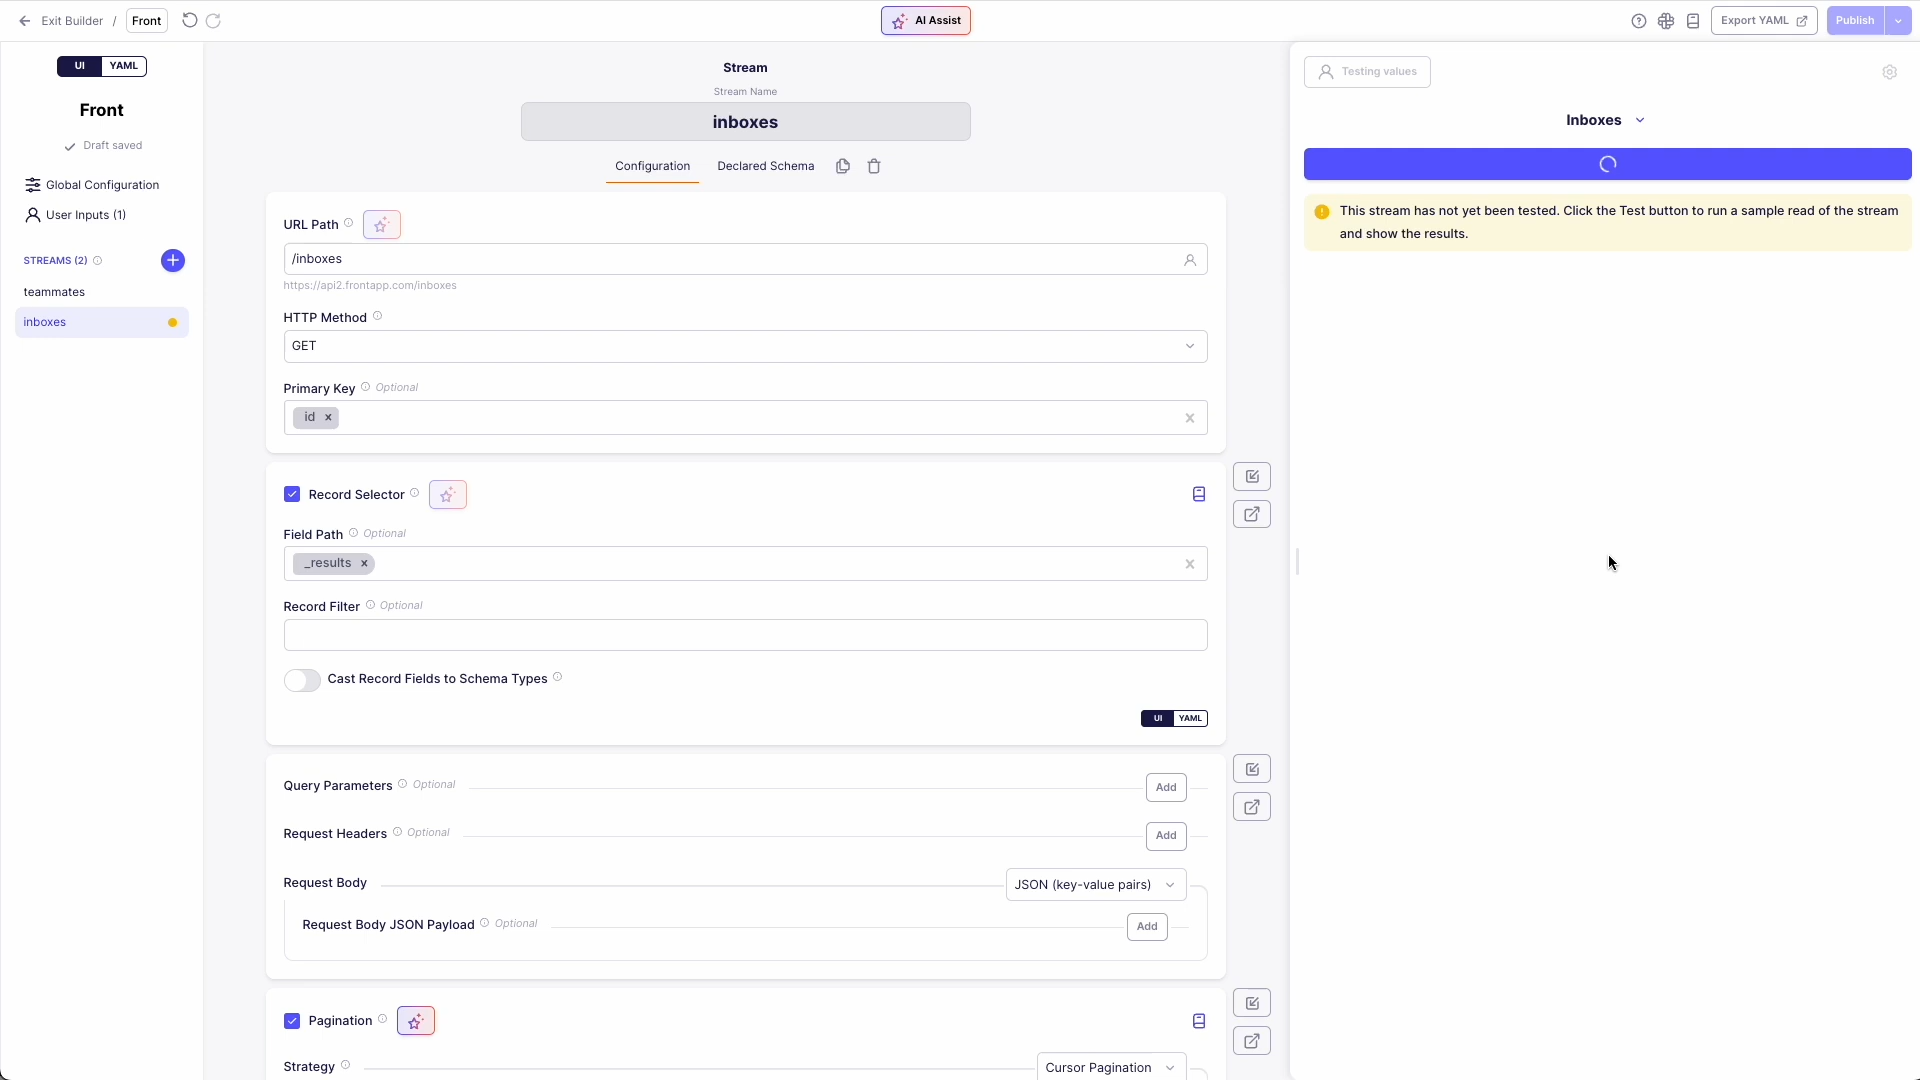 Exit Builder / Front
AI Assist
Export YAML
Publish
UI YAML
Front
Draft saved
Global Configuration
User Inputs (1)
STREAMS (2)
teammates
inboxes
Stream
Stream Name
inboxes
Configuration Declared Schema
URL Path
/inboxes
https://api2.frontapp.com/inboxes
HTTP Method
GET
Primary Key Optional
id
Record Selector
Field Path Optional
_results
Record Filter Optional
Cast Record Fields to Schema Types
UI YAML
Query Parameters Optional Add
Request Headers Optional Add
Request Body JSON (key-value pairs)
Request Body JSON Payload Optional Add
Pagination
Strategy Cursor Pagination
Testing values
Inboxes
This stream has not yet been tested. Click the Test button to run a sample read of the stream
and show the results.